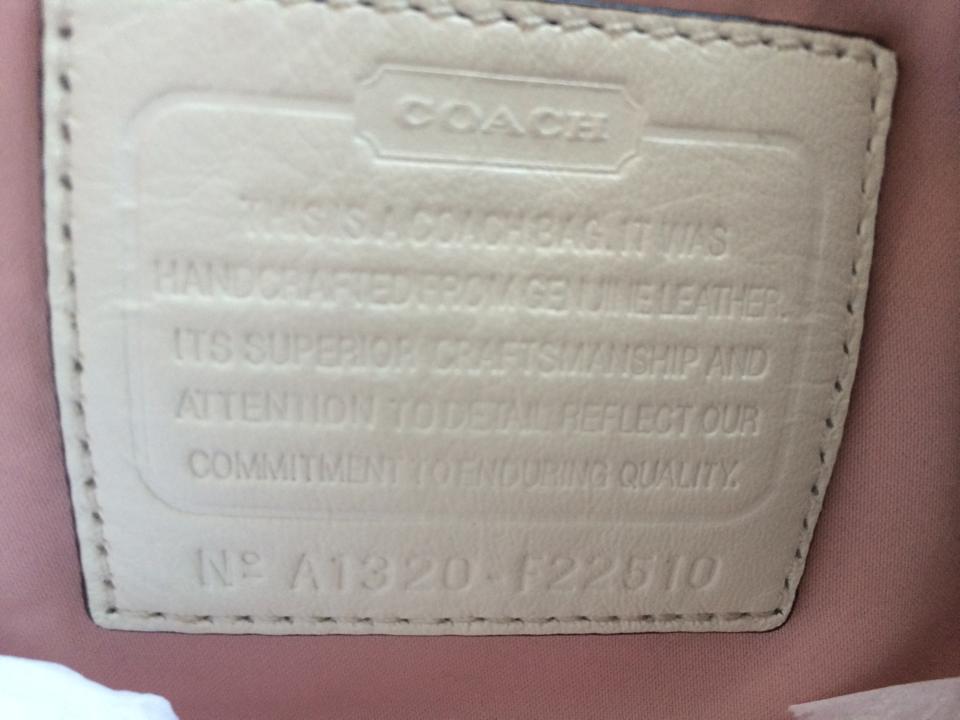 COACH
THIS IS A COACH BAG. IT WAS
HANDCRAFTED FROM GENUINE LEATHER.
ITS SUPERIOR CRAFTSMANSHIP AND
ATTENTION TO DETAIL REFLECT OUR
COMMITMENT TO ENDURING QUALITY.
Nº A1320-F22510